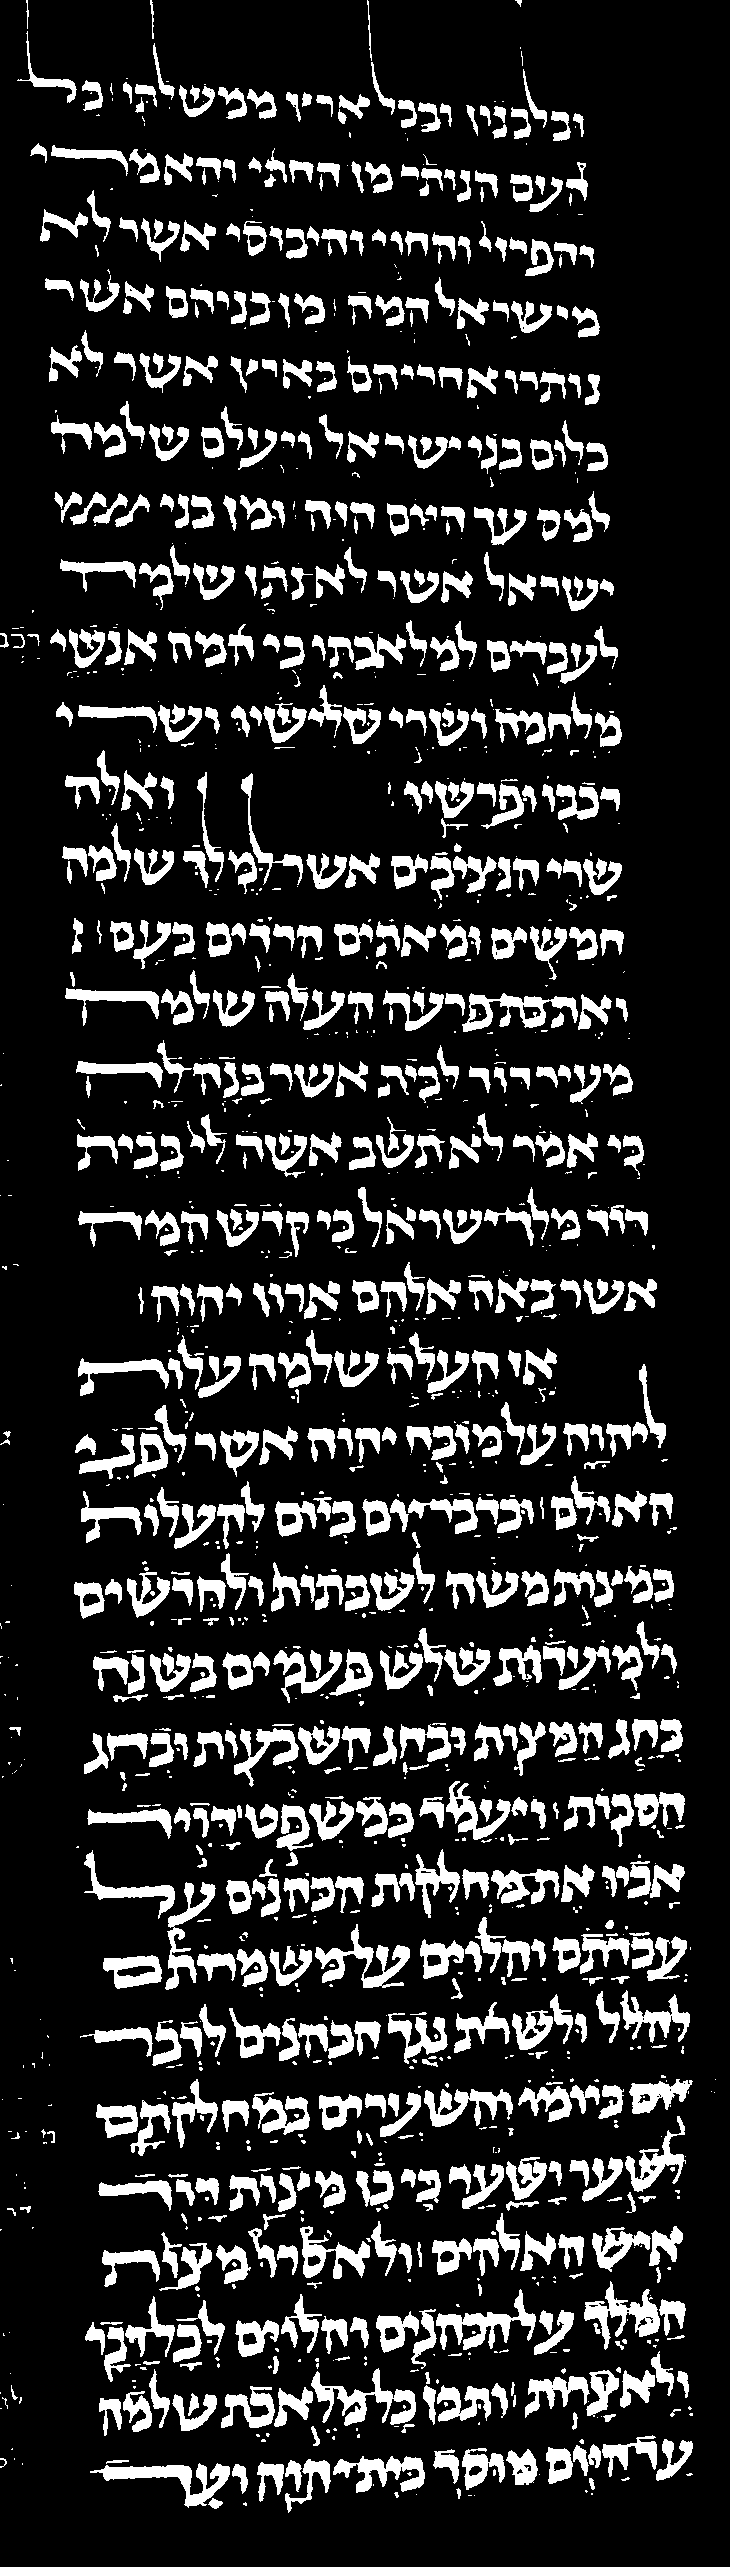 ובלבנון ובכל ארץ ממשלתו כל
העם הנותר מן החתי והאמרי
והפרזי והחוי והיבוסי אשר לא
מישראל המה מן בניהם אשר
נותרו אחריהם בארץ אשר לא
כלום בני ישראל ויעלם שלמה
למס עד היום הזה ומן בני
ישראל אשר לא נתן שלמה
לעבדים למלאכתו כי המה אנשי
מלחמה ושרי שלישיו ושרי
רכבו ופרשיו ואלה
שרי הנציבים אשר למלך שלמה
חמשים ומאתים הרדים בעם
ואת בת פרעה העלה שלמה
מעיר דויד לבית אשר בנה לה
כי אמר לא תשב אשה לי בבית
דויד מלך ישראל כי קדש המה
אשר באה אליהם ארון יהוה
אז העלה שלמה עלות
ליהוה על מזבח יהוה אשר לפני
האולם ובדבר יום ביום להעלות
כמצות משה לשבתות ולחדשים
ולמועדות שלש פעמים בשנה
בחג המצות ובחג השבעות ובחג
הסכות ויעמד כמשפט דויד
אביו את מחלקות הכהנים על
עבדתם והלוים על משמרותם
להלל ולשרת נגד הכהנים לדבר
יום ביומו והשערים במחלקתם
לשער ושער כי כן מצות דויד
איש האלהים ולא סרו מצות
המלך על הכהנים והלוים לכל דבר
ולאצרות ותכן כל מלאכת שלמה
עד היום מוסד בית יהוה ועד